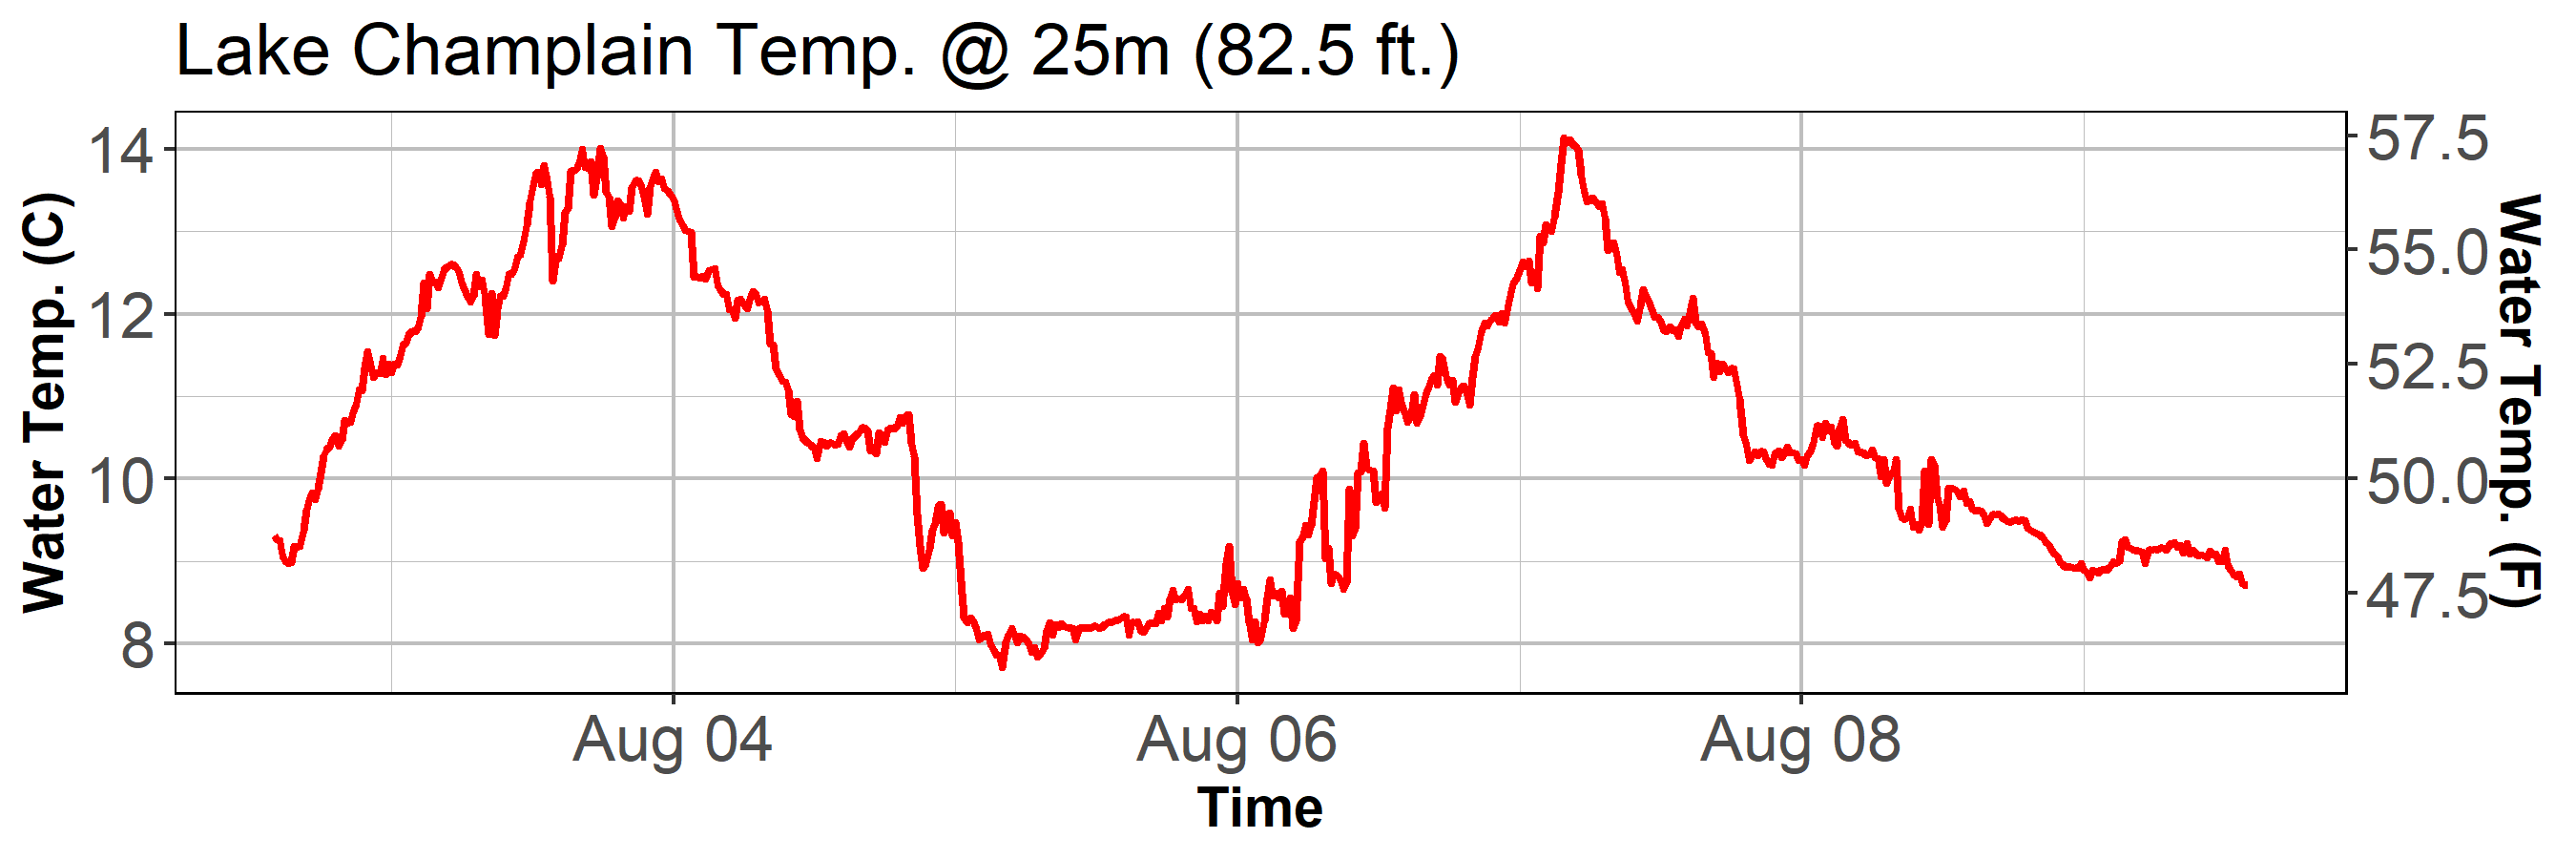 Lake Champlain Temp. @ 25m (82.5 ft.)
Water Temp. (C)
14
12
10
8
57.5
55.0
52.5
50.0
47.5
Water Temp. (F)
Aug 04
Aug 06
Aug 08
Time